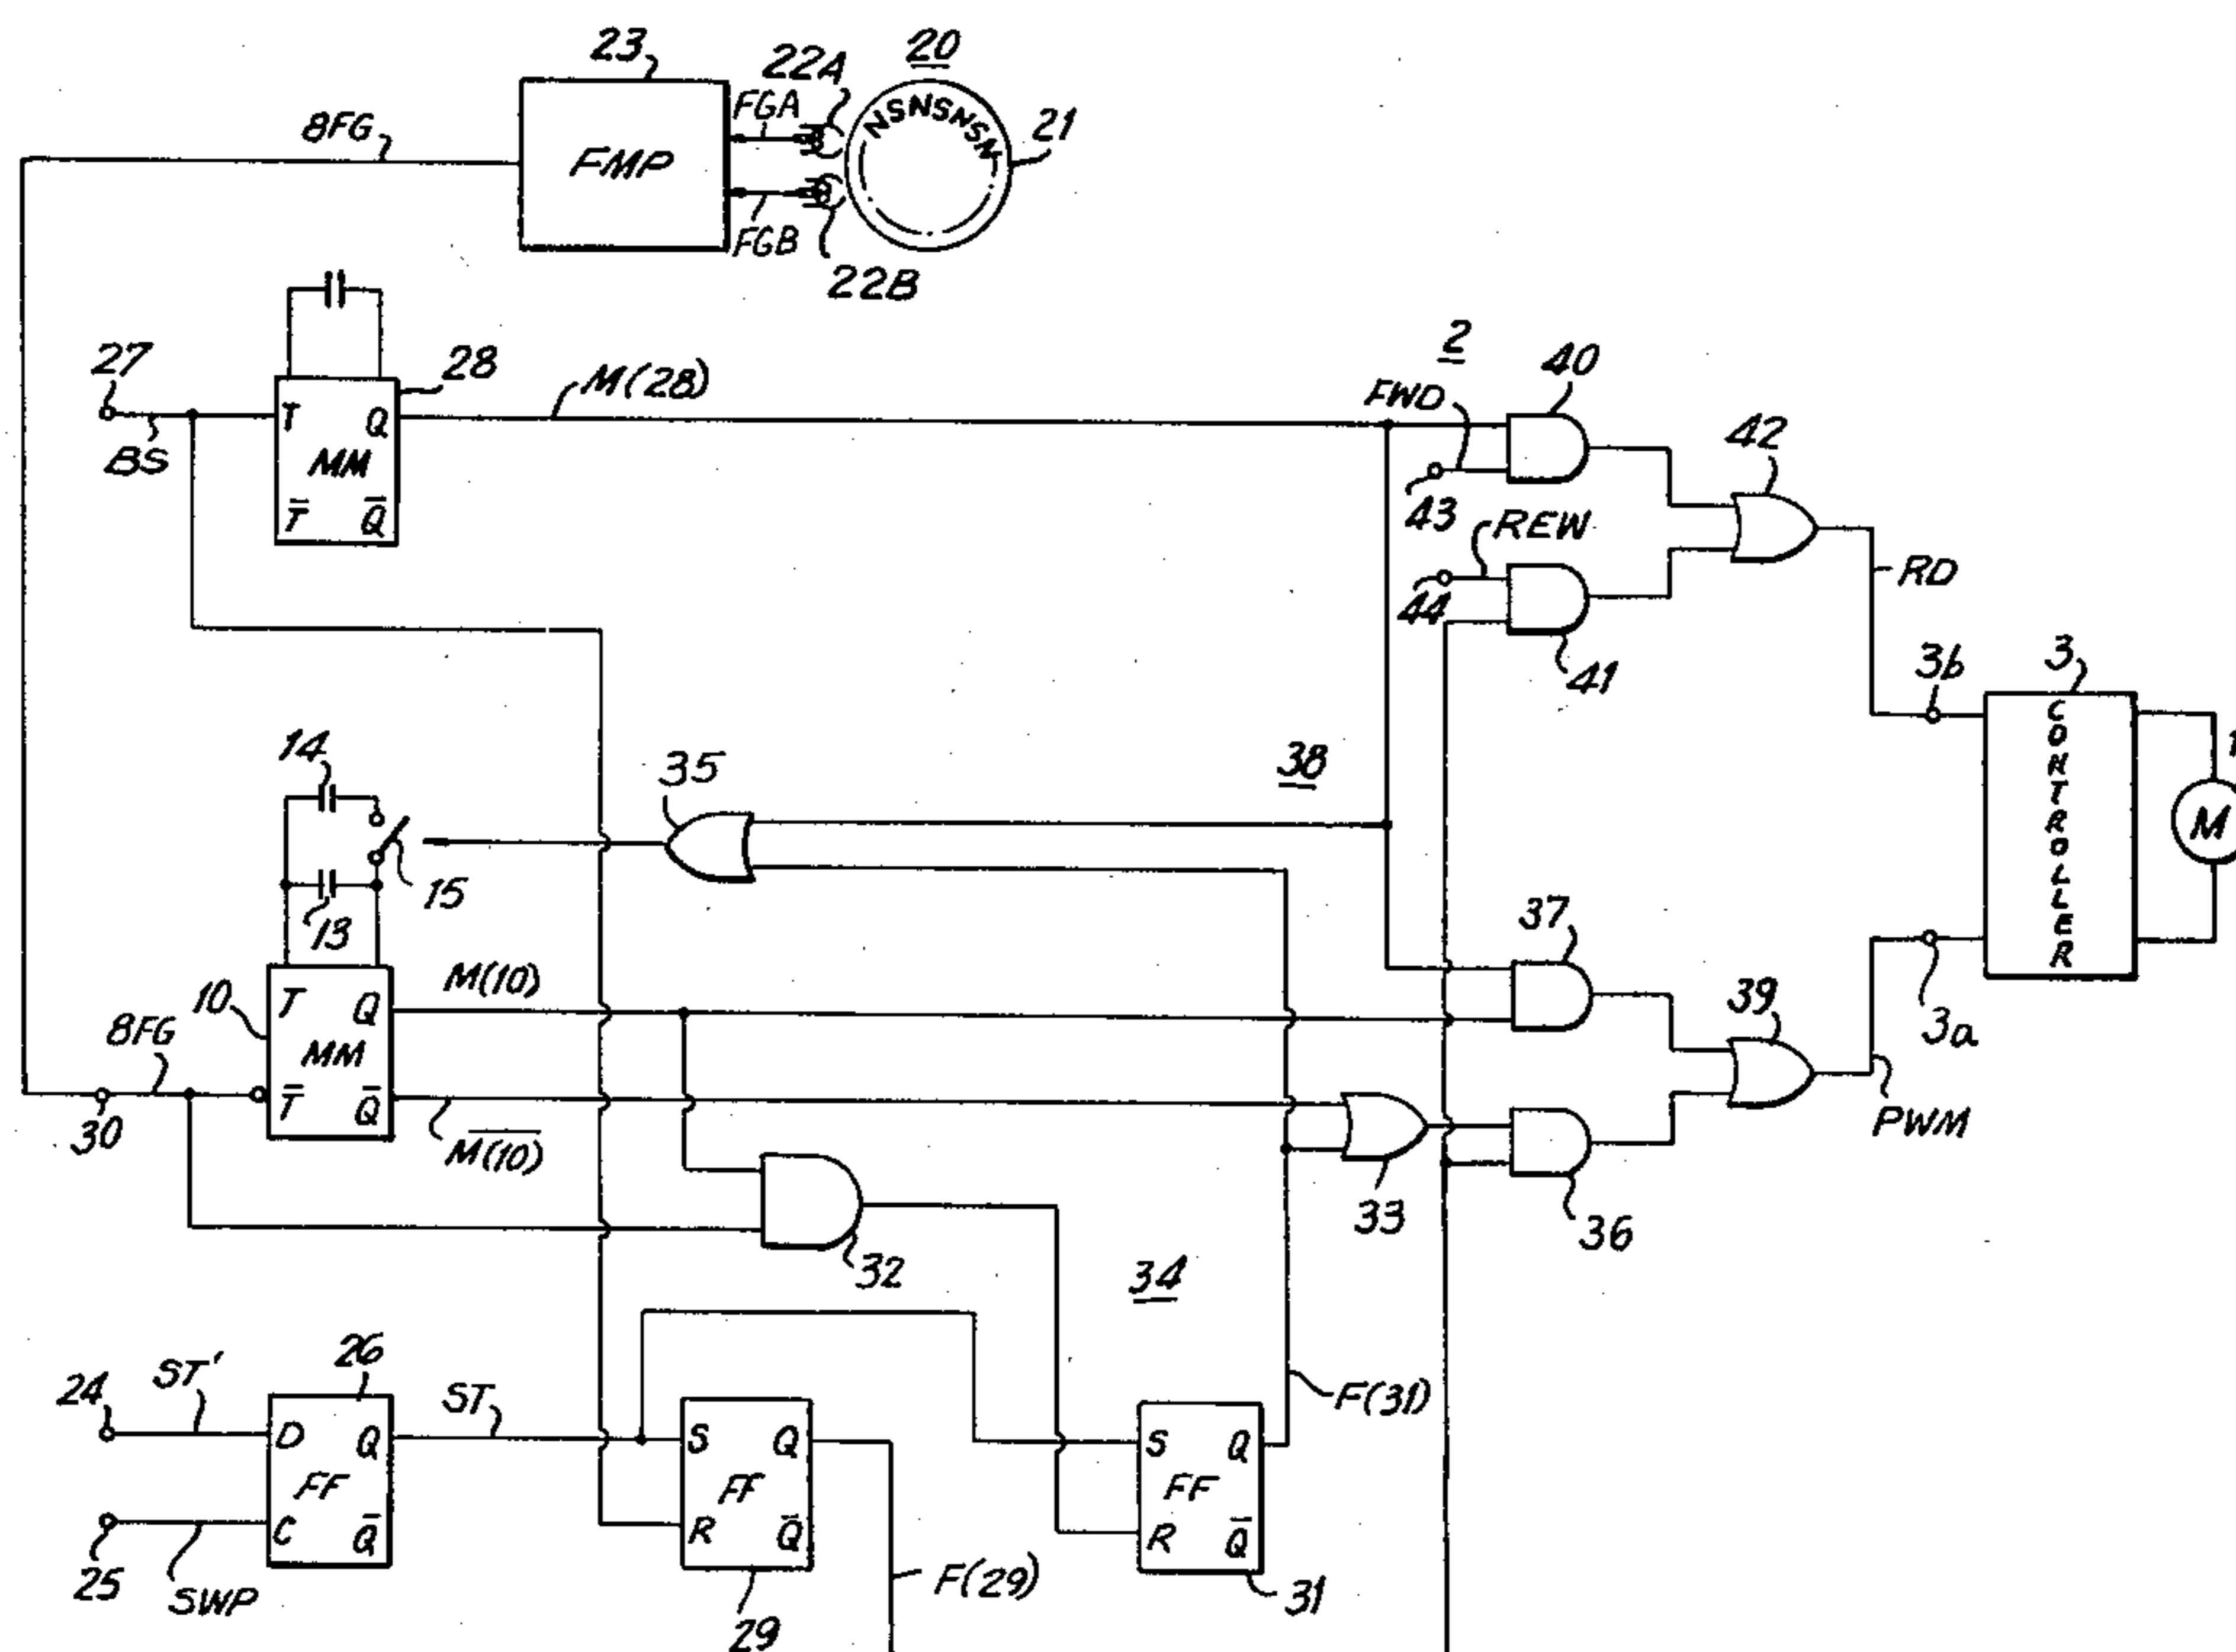 23
20
22A
FGA
NSNSNSN
21
8FG
FMP
FGB
22B
27
28
M(28)
2
40
FWD
42
T Q
BS
MM
T̅ Q̅
43
REW
RD
44
41
3b
3
CONTROLLER
1
M
14
35
38
15
13
37
39
3a
10
M(10)
T Q
8FG
MM
T̅ Q̅
30
M̅(̅1̅0̅)̅
PWM
33
36
32
34
24
ST'
26
ST
F(31)
D Q
S Q
S Q
FF
FF
FF
C Q̅
R Q̅
R Q̅
25
SWP
F(29)
31
29